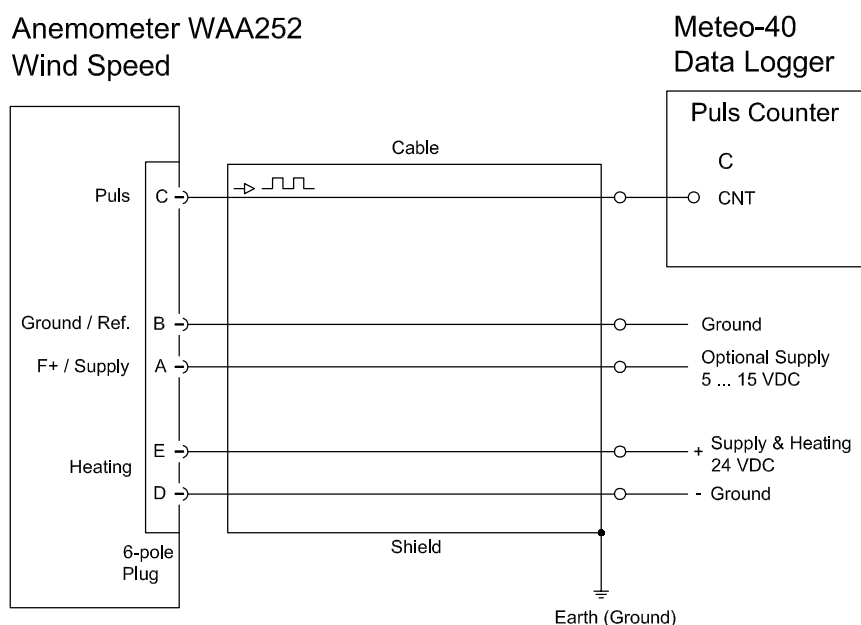 Anemometer WAA252
Wind Speed
Meteo-40
Data Logger
Puls Counter
Cable
C
Puls
C
CNT
Ground / Ref.
B
Ground
F+ / Supply
A
Optional Supply
5 ... 15 VDC
Heating
E
+
Supply & Heating
24 VDC
D
- Ground
6-pole
Plug
Shield
Earth (Ground)